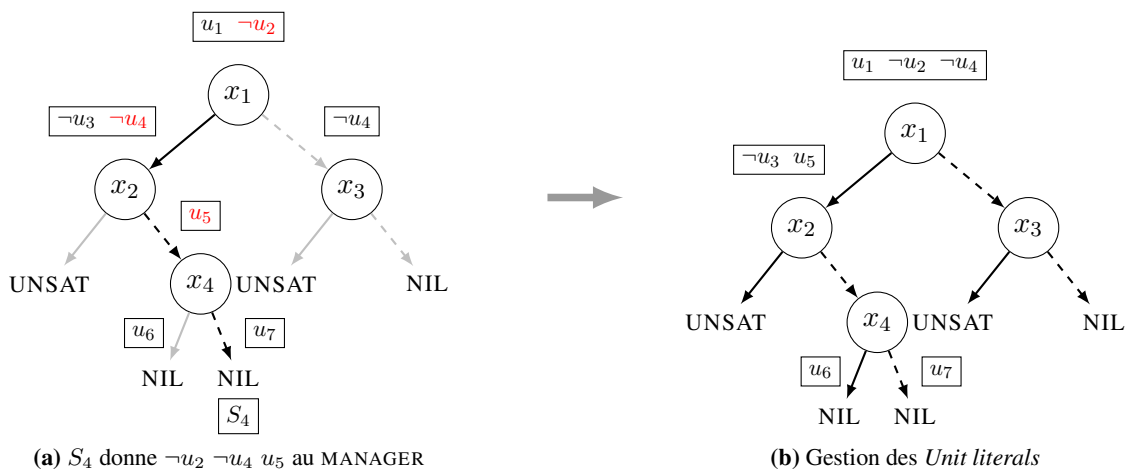 u₁ ¬u₂
x₁
¬u₃ ¬u₄
¬u₄
x₂
x₃
u₅
UNSAT
x₄
UNSAT
NIL
u₆
u₇
NIL
NIL
S₄
(a) S₄ donne ¬u₂ ¬u₄ u₅ au MANAGER
u₁ ¬u₂ ¬u₄
x₁
¬u₃ u₅
x₂
x₃
UNSAT
x₄
UNSAT
NIL
u₆
u₇
NIL
NIL
(b) Gestion des Unit literals